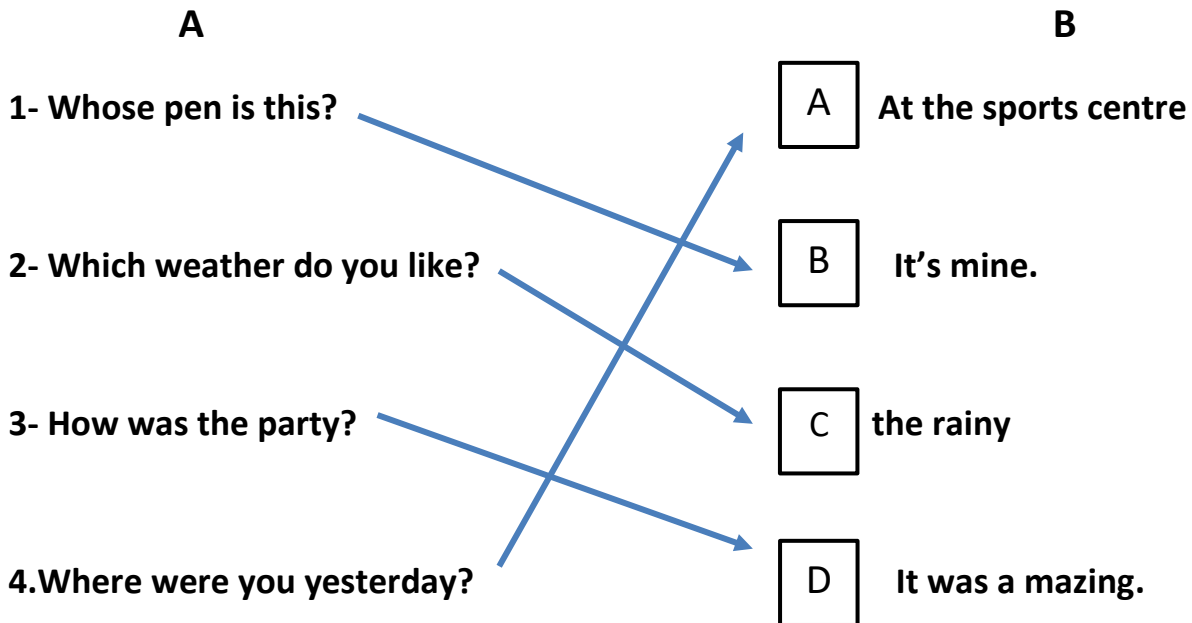 A B
1- Whose pen is this? A At the sports centre
2- Which weather do you like? B It’s mine.
3- How was the party? C the rainy
4.Where were you yesterday? D It was a mazing.